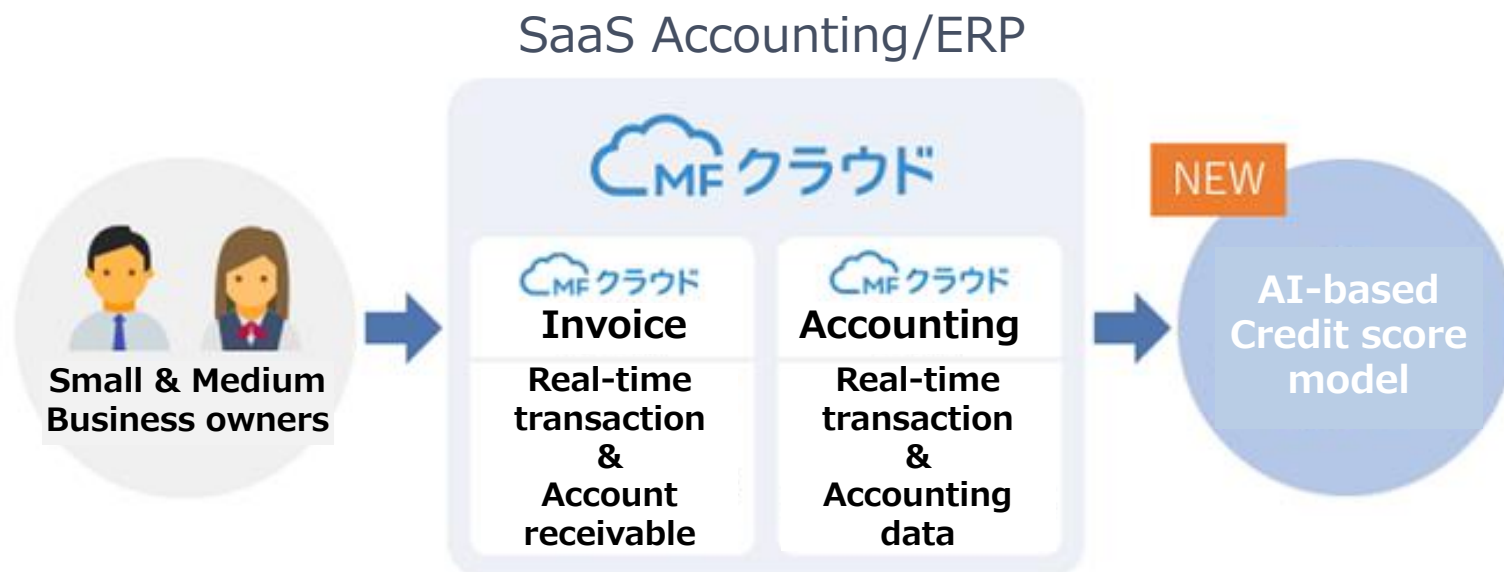 SaaS Accounting/ERP
MFクラウド
NEW
Small & Medium
Business owners
MFクラウド
Invoice
Real-time
transaction
&
Account
receivable
MFクラウド
Accounting
Real-time
transaction
&
Accounting
data
AI-based
Credit score
model